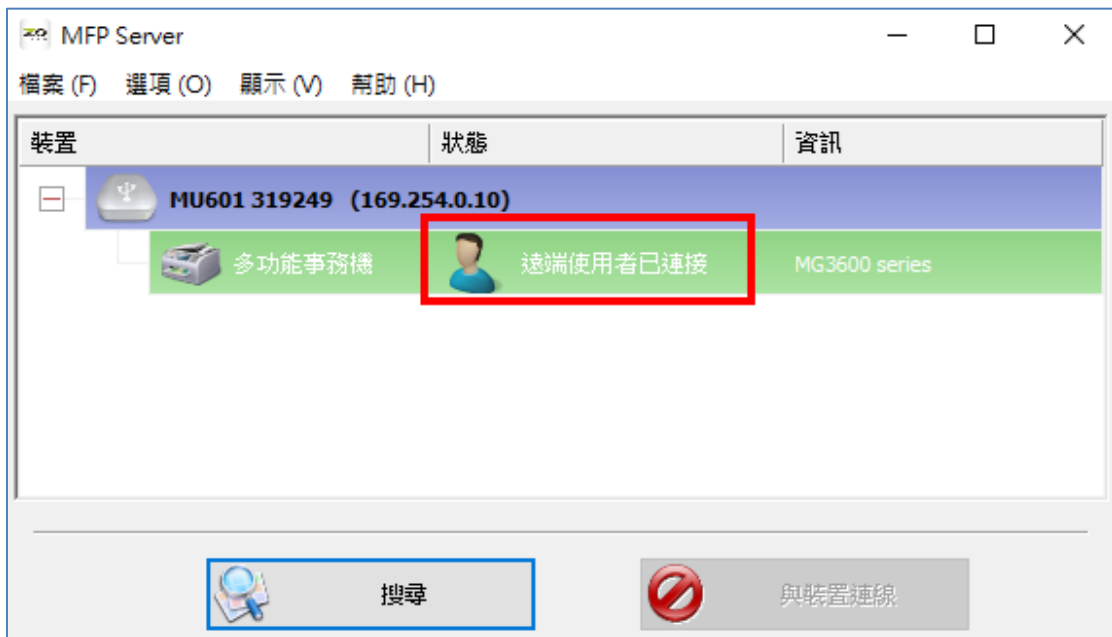 ZO MFP Server
檔案 (F) 選項 (O) 顯示 (V) 幫助 (H)
裝置 狀態 資訊
MU601 319249 (169.254.0.10)
多功能事務機 遠端使用者已連接 MG3600 series
搜尋 與裝置連線